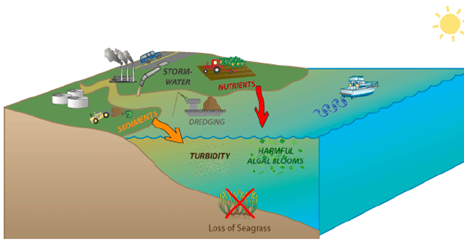 STORM-
WATER
NUTRIENTS
SEDIMENT
DREDGING
TURBIDITY
HARMFUL
ALGAL BLOOMS
Loss of Seagrass